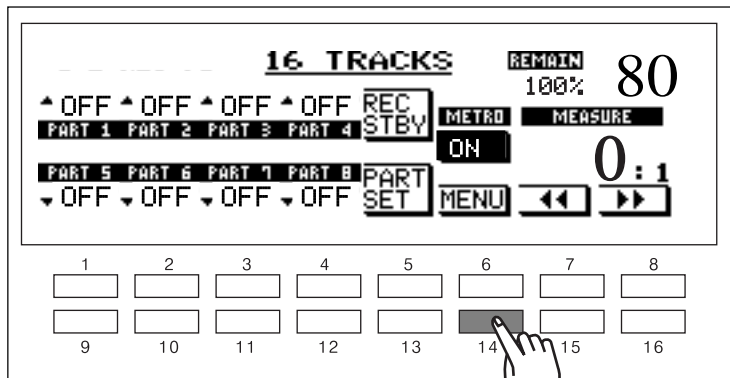 16 TRACKS
REMAIN
100%
80
OFF OFF OFF OFF
PART 1 PART 2 PART 3 PART 4
REC
STBY
METRO
ON
MEASURE
0:1
PART 5 PART 6 PART 7 PART 8
OFF OFF OFF OFF
PART
SET
MENU
1 2 3 4 5 6 7 8
9 10 11 12 13 14 15 16